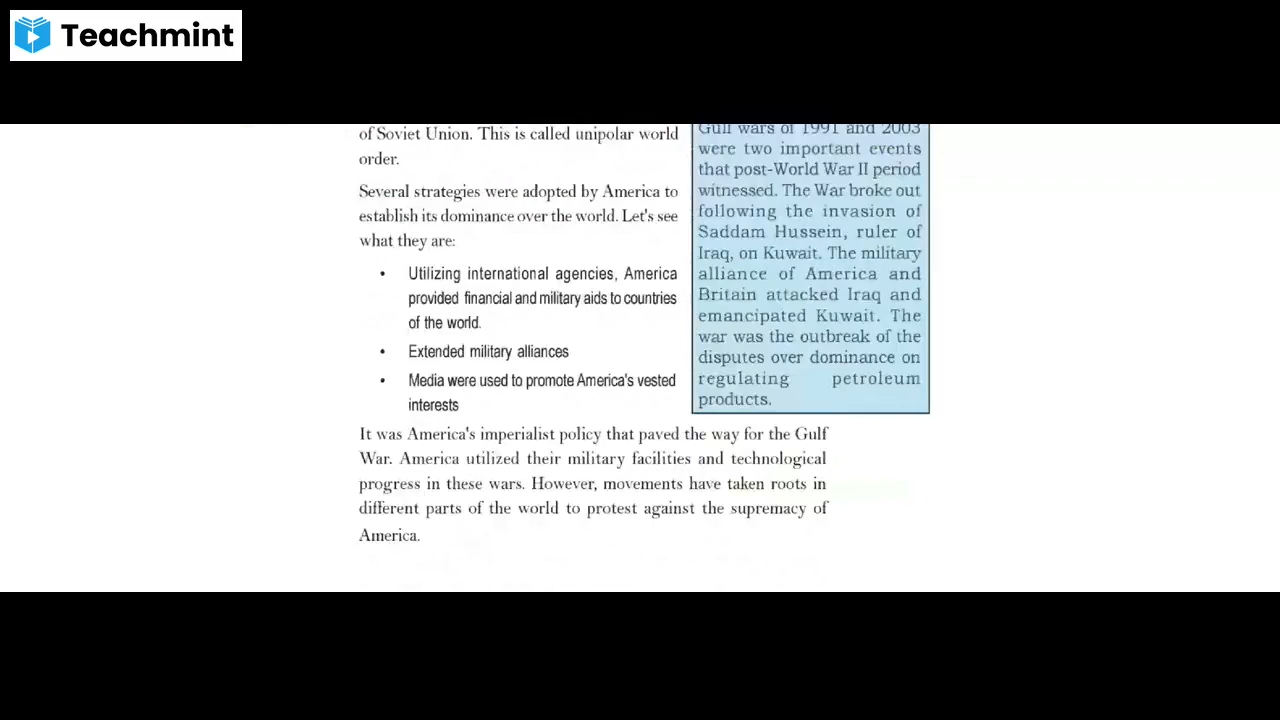 Teachmint
of Soviet Union. This is called unipolar world
order.
Several strategies were adopted by America to
establish its dominance over the world. Let's see
what they are:
• Utilizing international agencies, America
provided financial and military aids to countries
of the world.
• Extended military alliances
• Media were used to promote America's vested
interests
Gulf wars of 1991 and 2003
were two important events
that post-World War II period
witnessed. The War broke out
following the invasion of
Saddam Hussein, ruler of
Iraq, on Kuwait. The military
alliance of America and
Britain attacked Iraq and
emancipated Kuwait. The
war was the outbreak of the
disputes over dominance on
regulating petroleum
products.
It was America's imperialist policy that paved the way for the Gulf
War. America utilized their military facilities and technological
progress in these wars. However, movements have taken roots in
different parts of the world to protest against the supremacy of
America.